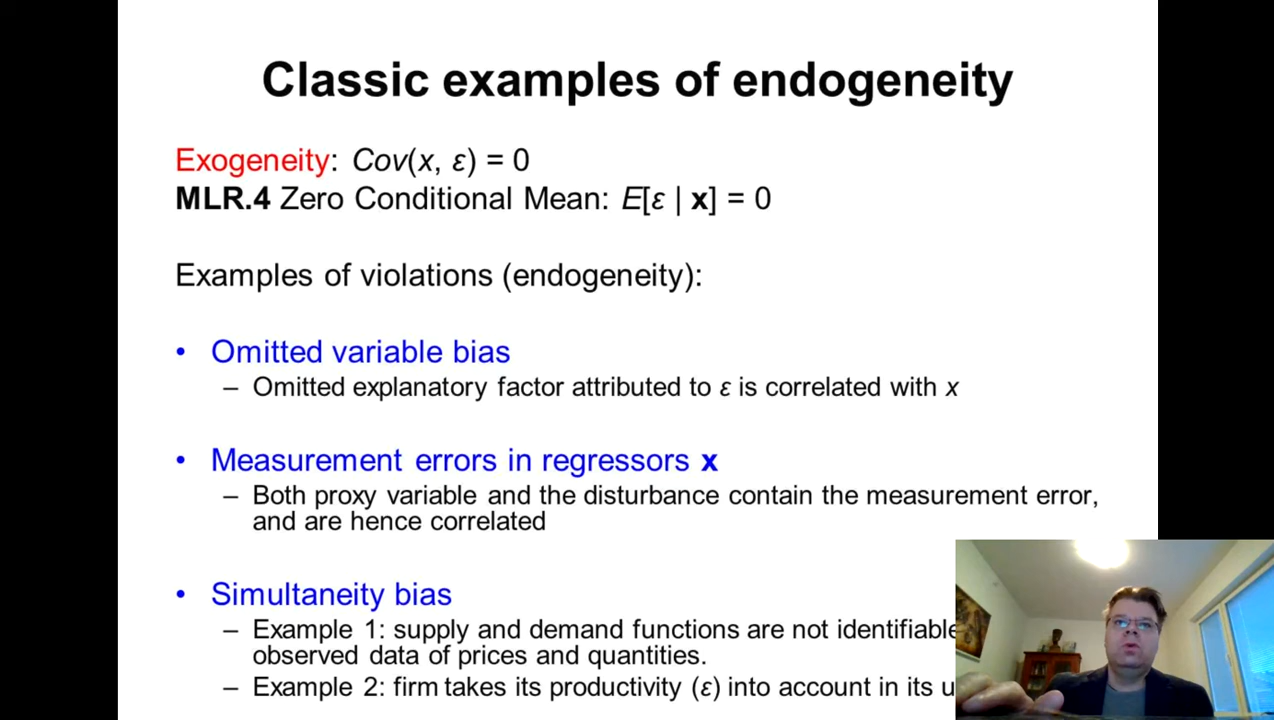 Classic examples of endogeneity
Exogeneity: Cov(x, ε) = 0
MLR.4 Zero Conditional Mean: E[ε | x] = 0
Examples of violations (endogeneity):
• Omitted variable bias
– Omitted explanatory factor attributed to ε is correlated with x
• Measurement errors in regressors x
– Both proxy variable and the disturbance contain the measurement error,
and are hence correlated
• Simultaneity bias
– Example 1: supply and demand functions are not identifiable
observed data of prices and quantities.
– Example 2: firm takes its productivity (ε) into account in its